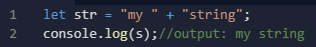 1 let str = "my " + "string";
2 console.log(s);//output: my string